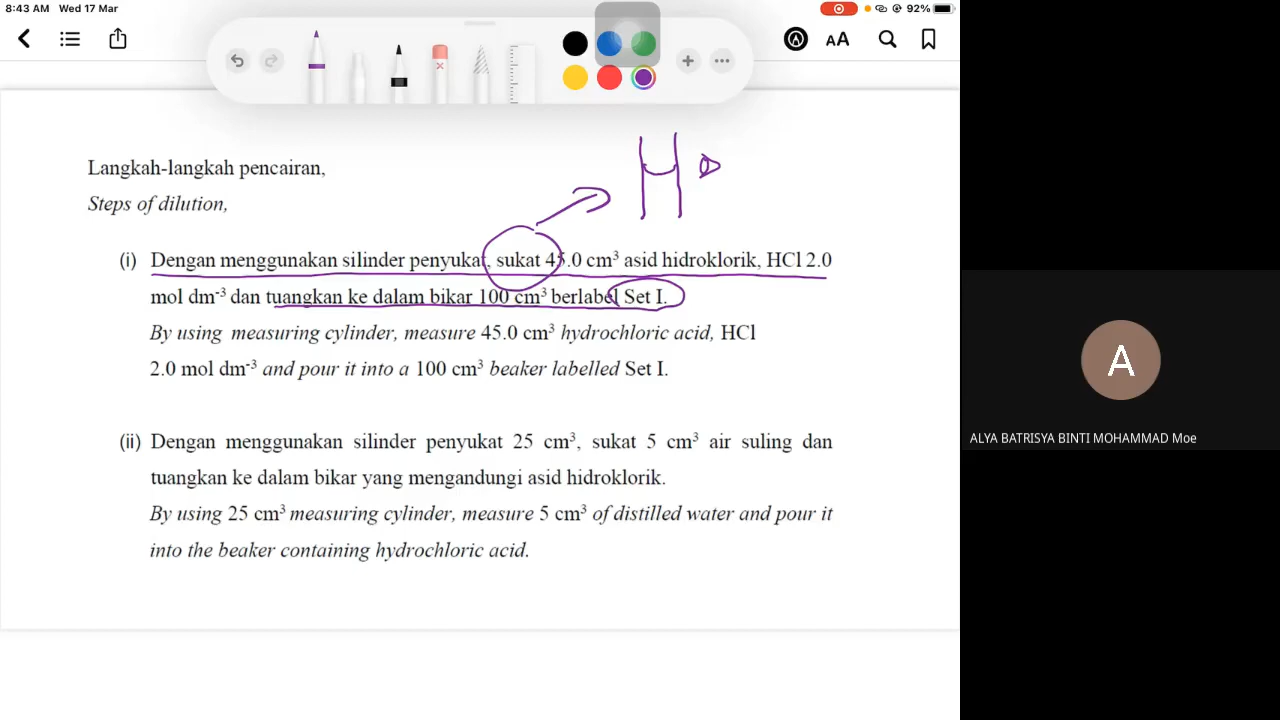 8:43 AM Wed 17 Mar
92%
AA
Langkah-langkah pencairan,
Steps of dilution,
(i) Dengan menggunakan silinder penyukat, sukat 45.0 cm³ asid hidroklorik, HCl 2.0
mol dm⁻³ dan tuangkan ke dalam bikar 100 cm³ berlabel Set I.
By using measuring cylinder, measure 45.0 cm³ hydrochloric acid, HCl
2.0 mol dm⁻³ and pour it into a 100 cm³ beaker labelled Set I.
(ii) Dengan menggunakan silinder penyukat 25 cm³, sukat 5 cm³ air suling dan
tuangkan ke dalam bikar yang mengandungi asid hidroklorik.
By using 25 cm³ measuring cylinder, measure 5 cm³ of distilled water and pour it
into the beaker containing hydrochloric acid.
A
ALYA BATRISYA BINTI MOHAMMAD Moe